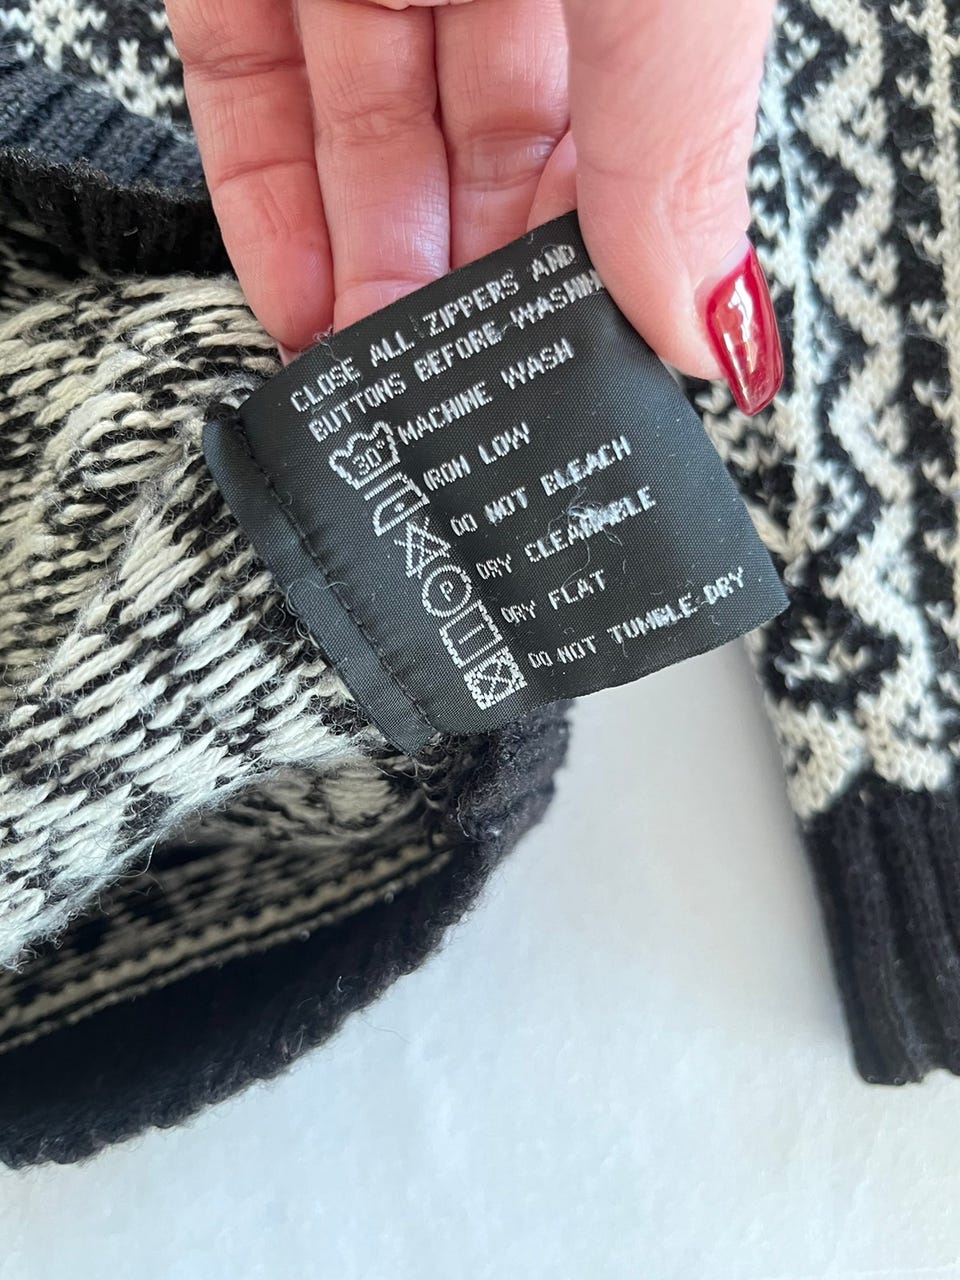 CLOSE ALL ZIPPERS AND
BUTTONS BEFORE WASHIN
30° MACHINE WASH
IRON LOW
DO NOT BLEACH
P DRY CLEANABLE
DRY FLAT
DO NOT TUMBLE DRY